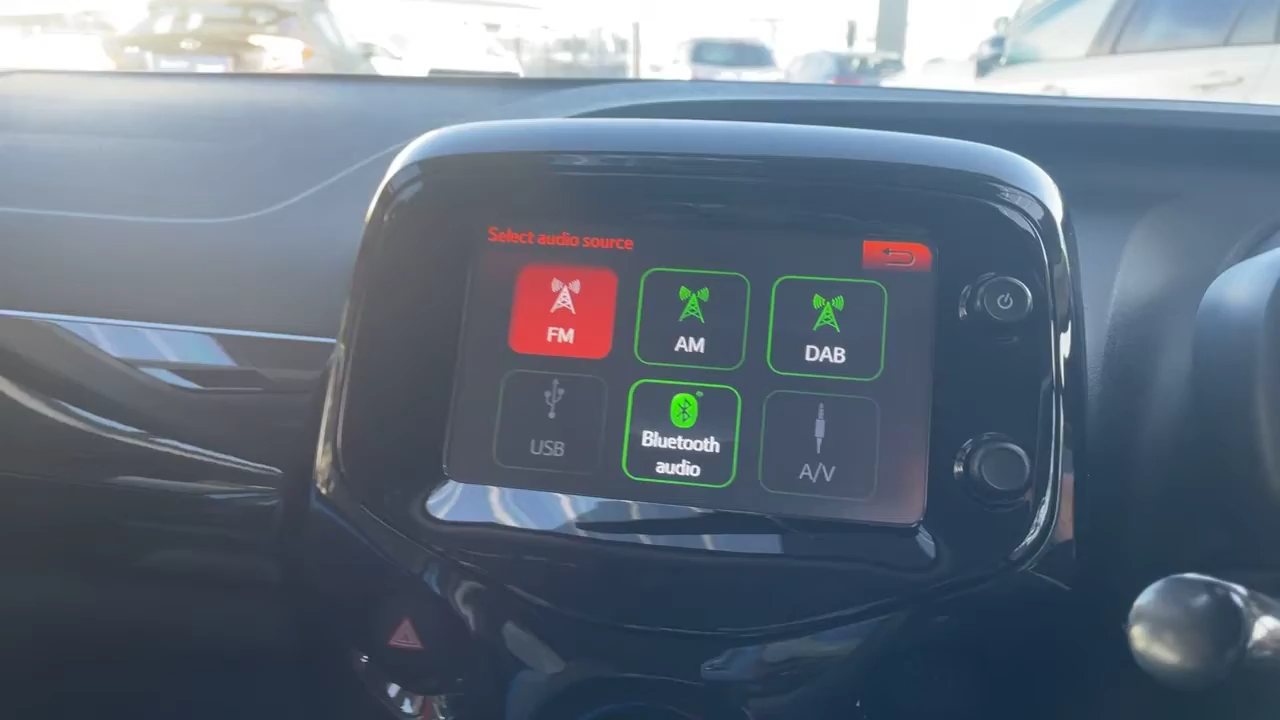 Select audio source
FM
AM
DAB
USB
Bluetooth
audio
A/V